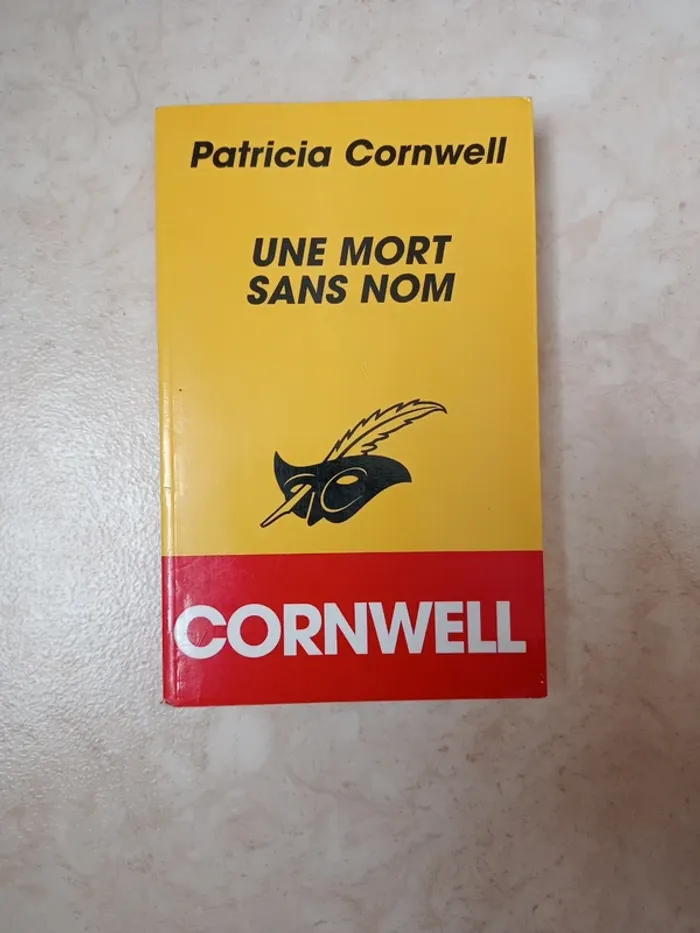 Patricia Cornwell
UNE MORT
SANS NOM
CORNWELL